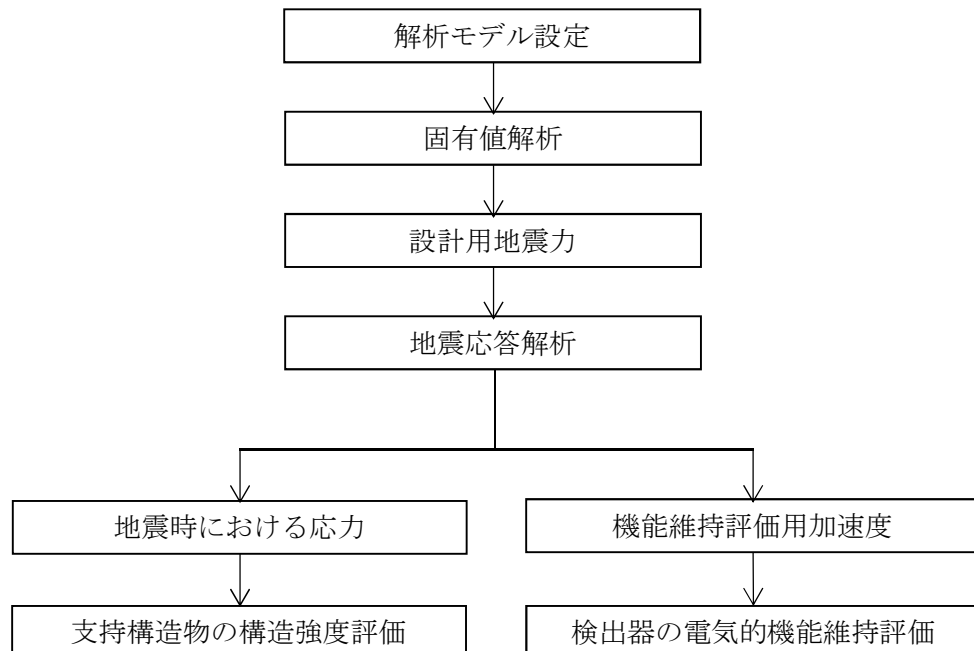 解析モデル設定
固有値解析
設計用地震力
地震応答解析
地震時における応力
機能維持評価用加速度
支持構造物の構造強度評価
検出器の電気的機能維持評価